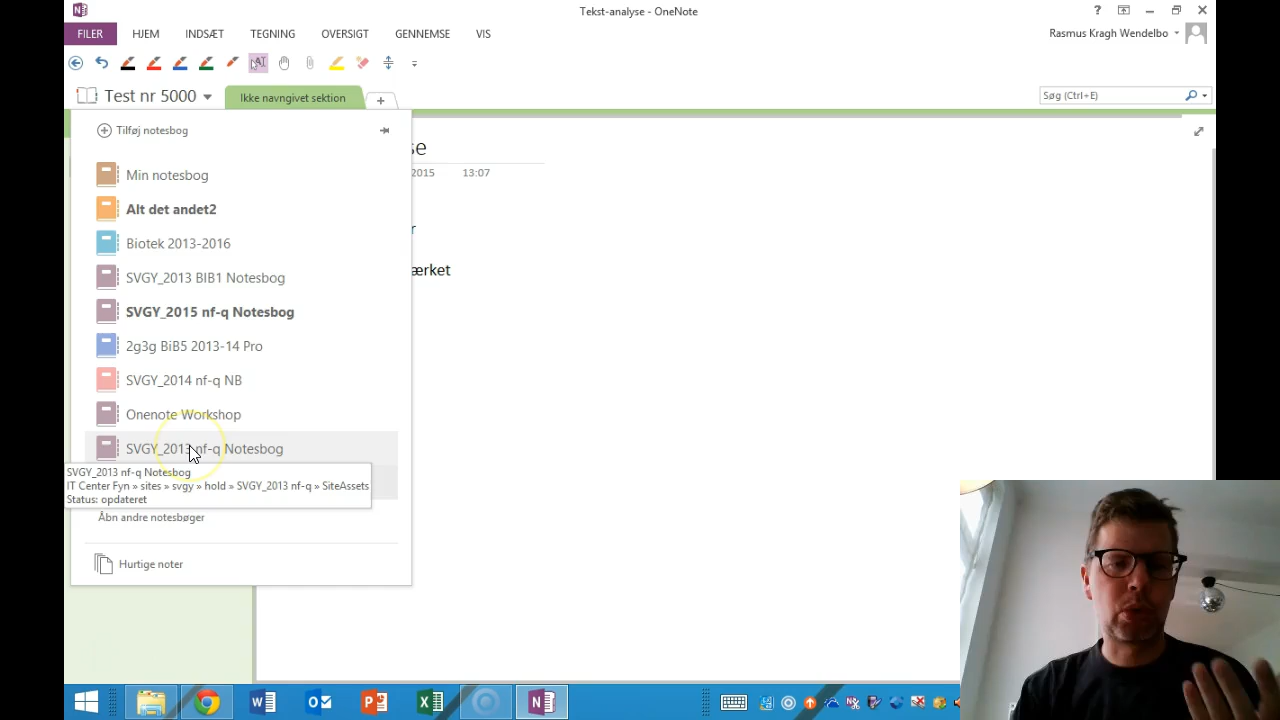 Tekst-analyse - OneNote
?
FILER HJEM INDSÆT TEGNING OVERSIGT GENNEMSE VIS
Rasmus Kragh Wendelbo
Test nr 5000
Ikke navngivet sektion
+
Søg (Ctrl+E)
Tilføj notesbog
se
2015 13:07
Min notesbog
Alt det andet2
r
Biotek 2013-2016
ærket
SVGY_2013 BIB1 Notesbog
SVGY_2015 nf-q Notesbog
2g3g BiB5 2013-14 Pro
SVGY_2014 nf-q NB
Onenote Workshop
SVGY_2013 nf-q Notesbog
SVGY_2013 nf-q Notesbog
IT Center Fyn » sites » svgy » hold » SVGY_2013 nf-q » SiteAssets
Status: opdateret
Åbn andre notesbøger
Hurtige noter